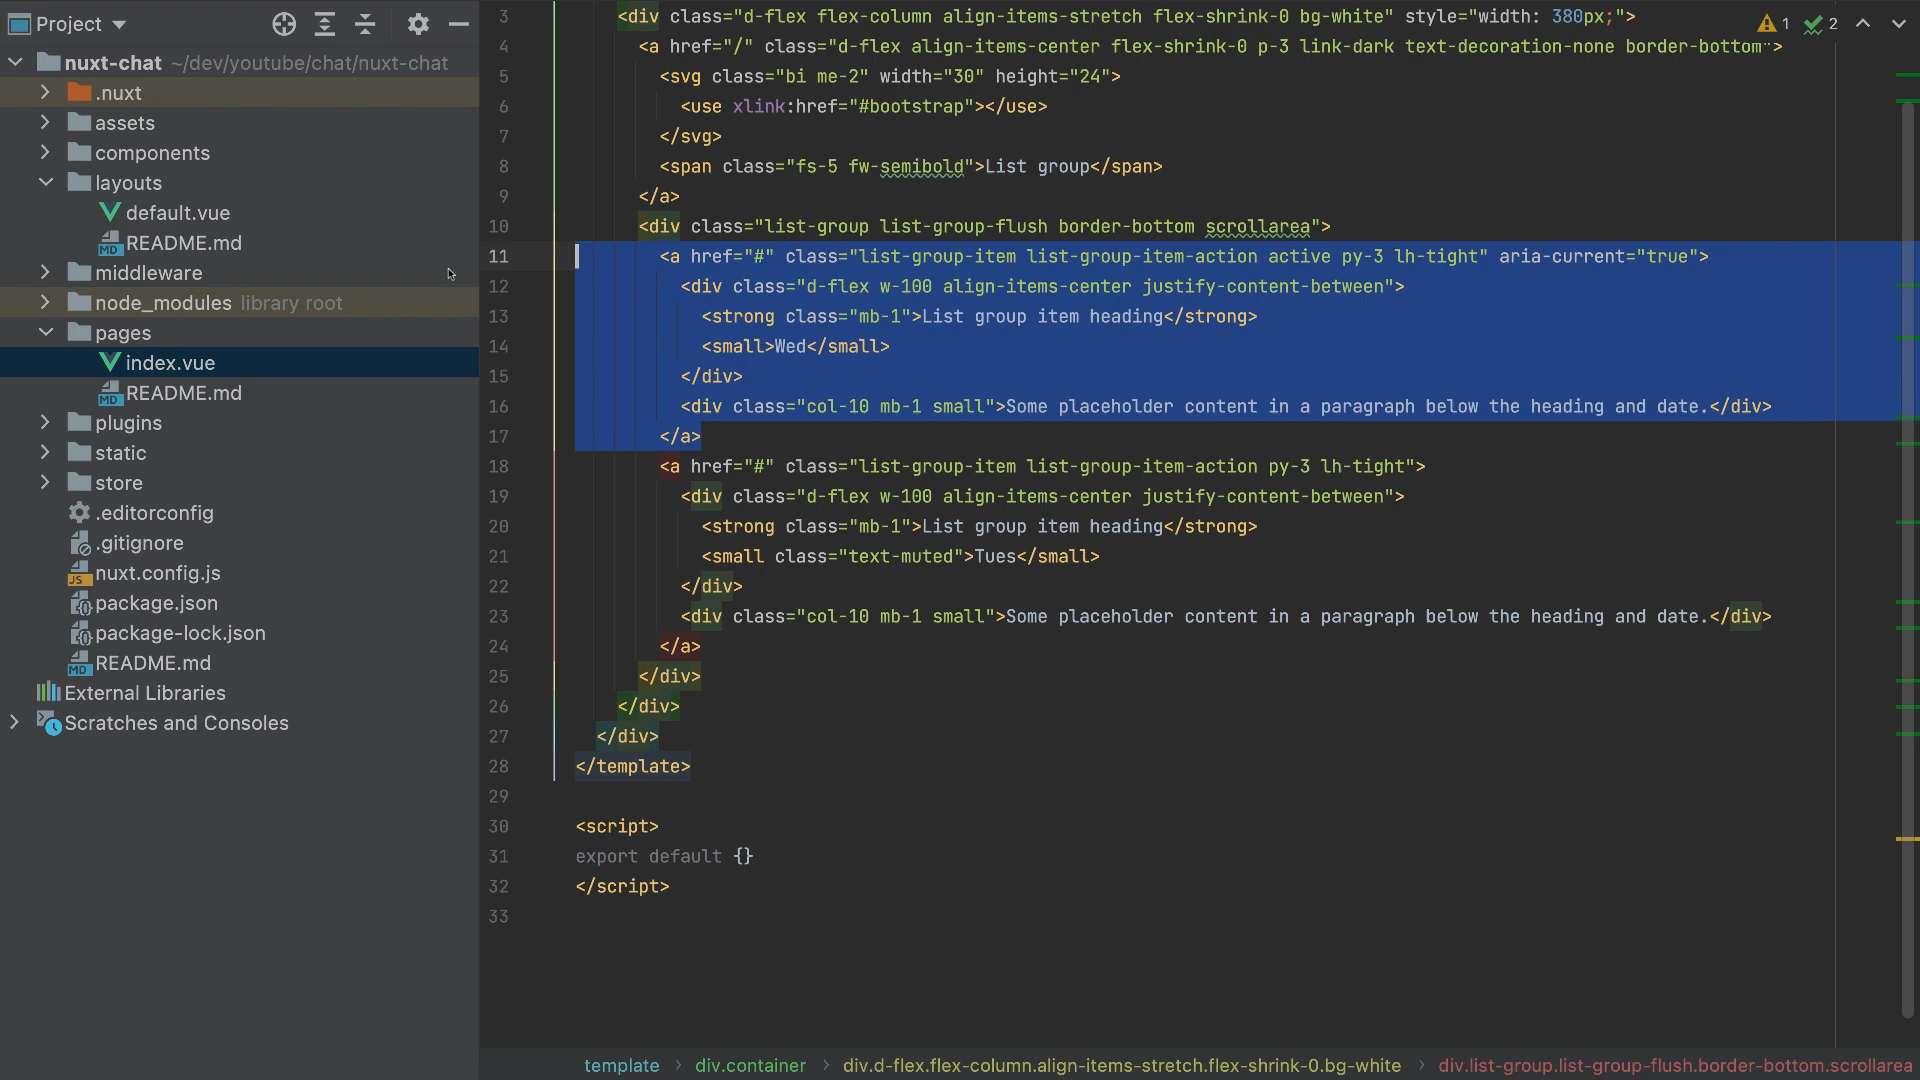 Project
nuxt-chat ~/dev/youtube/chat/nuxt-chat
.nuxt
assets
components
layouts
default.vue
README.md
middleware
node_modules library root
pages
index.vue
README.md
plugins
static
store
.editorconfig
.gitignore
nuxt.config.js
package.json
package-lock.json
README.md
External Libraries
Scratches and Consoles
1 2
3 <div class="d-flex flex-column align-items-stretch flex-shrink-0 bg-white" style="width: 380px;">
4 <a href="/" class="d-flex align-items-center flex-shrink-0 p-3 link-dark text-decoration-none border-bottom">
5 <svg class="bi me-2" width="30" height="24">
6 <use xlink:href="#bootstrap"></use>
7 </svg>
8 <span class="fs-5 fw-semibold">List group</span>
9 </a>
10 <div class="list-group list-group-flush border-bottom scrollarea">
11 <a href="#" class="list-group-item list-group-item-action active py-3 lh-tight" aria-current="true">
12 <div class="d-flex w-100 align-items-center justify-content-between">
13 <strong class="mb-1">List group item heading</strong>
14 <small>Wed</small>
15 </div>
16 <div class="col-10 mb-1 small">Some placeholder content in a paragraph below the heading and date.</div>
17 </a>
18 <a href="#" class="list-group-item list-group-item-action py-3 lh-tight">
19 <div class="d-flex w-100 align-items-center justify-content-between">
20 <strong class="mb-1">List group item heading</strong>
21 <small class="text-muted">Tues</small>
22 </div>
23 <div class="col-10 mb-1 small">Some placeholder content in a paragraph below the heading and date.</div>
24 </a>
25 </div>
26 </div>
27 </div>
28 </template>
29
30 <script>
31 export default {}
32 </script>
33
template > div.container > div.d-flex.flex-column.align-items-stretch.flex-shrink-0.bg-white > div.list-group.list-group-flush.border-bottom.scrollarea